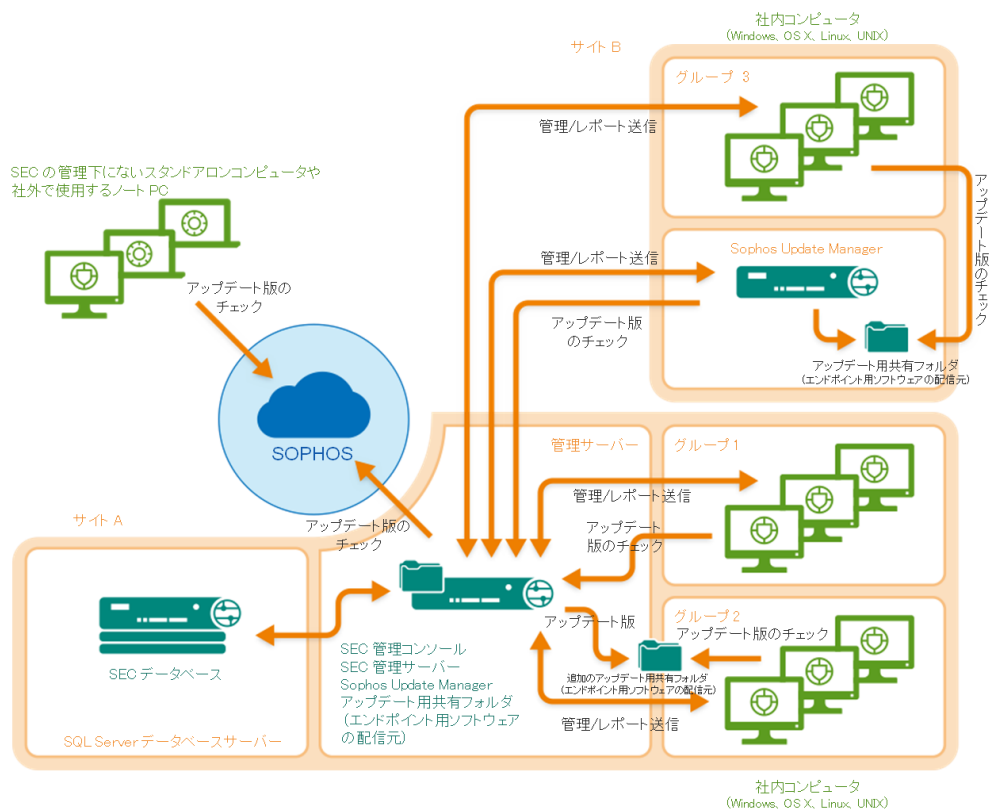 社内コンピュータ
(Windows、OS X、Linux、UNIX)
サイト B
グループ 3
管理/レポート送信
アップデート版のチェック
SEC の管理下にないスタンドアロンコンピュータや
社外で使用するノート PC
アップデート版の
チェック
Sophos Update Manager
管理/レポート送信
アップデート版
のチェック
アップデート用共有フォルダ
(エンドポイント用ソフトウェアの配信元)
SOPHOS
管理サーバー
グループ1
管理/レポート送信
アップデート
版のチェック
サイト A
アップデート版の
チェック
グループ2
アップデート版
アップデート版のチェック
追加のアップデート用共有フォルダ
(エンドポイント用ソフトウェアの配信元)
管理/レポート送信
SEC データベース
SQL Server データベースサーバー
SEC 管理コンソール
SEC 管理サーバー
Sophos Update Manager
アップデート用共有フォルダ
(エンドポイント用ソフトウェア
の配信元)
社内コンピュータ
(Windows、OS X、Linux、UNIX)